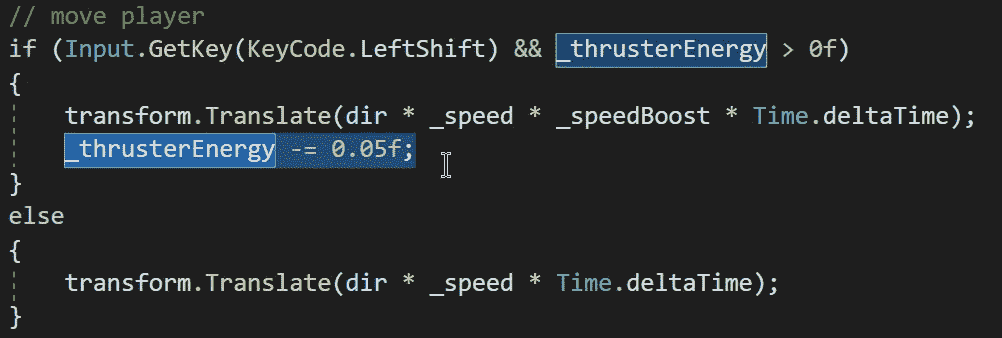 // move player
if (Input.GetKey(KeyCode.LeftShift) && _thrusterEnergy > 0f)
{
    transform.Translate(dir * _speed * _speedBoost * Time.deltaTime);
    _thrusterEnergy -= 0.05f;
}
else
{
    transform.Translate(dir * _speed * Time.deltaTime);
}